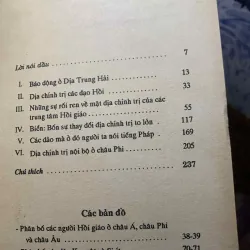 Lời nói đầu 7
I. Báo động ở Địa Trung Hải 13
II. Địa chính trị các đạo Hồi 33
III. Những sự rối ren về mặt địa chính trị của các
trung tâm Hồi giáo 55
IV. Biển: Bốn sự thay đổi địa chính trị to lớn 117
V. Các đảo mà ở đó người ta nói tiếng Pháp 169
VI. Địa chính trị nội bộ ở châu Phi 205
Chú thích 237
Các bản đồ
- Phân bố các người Hồi giáo ở châu Á, châu Phi
và châu Âu 38-39
70-71